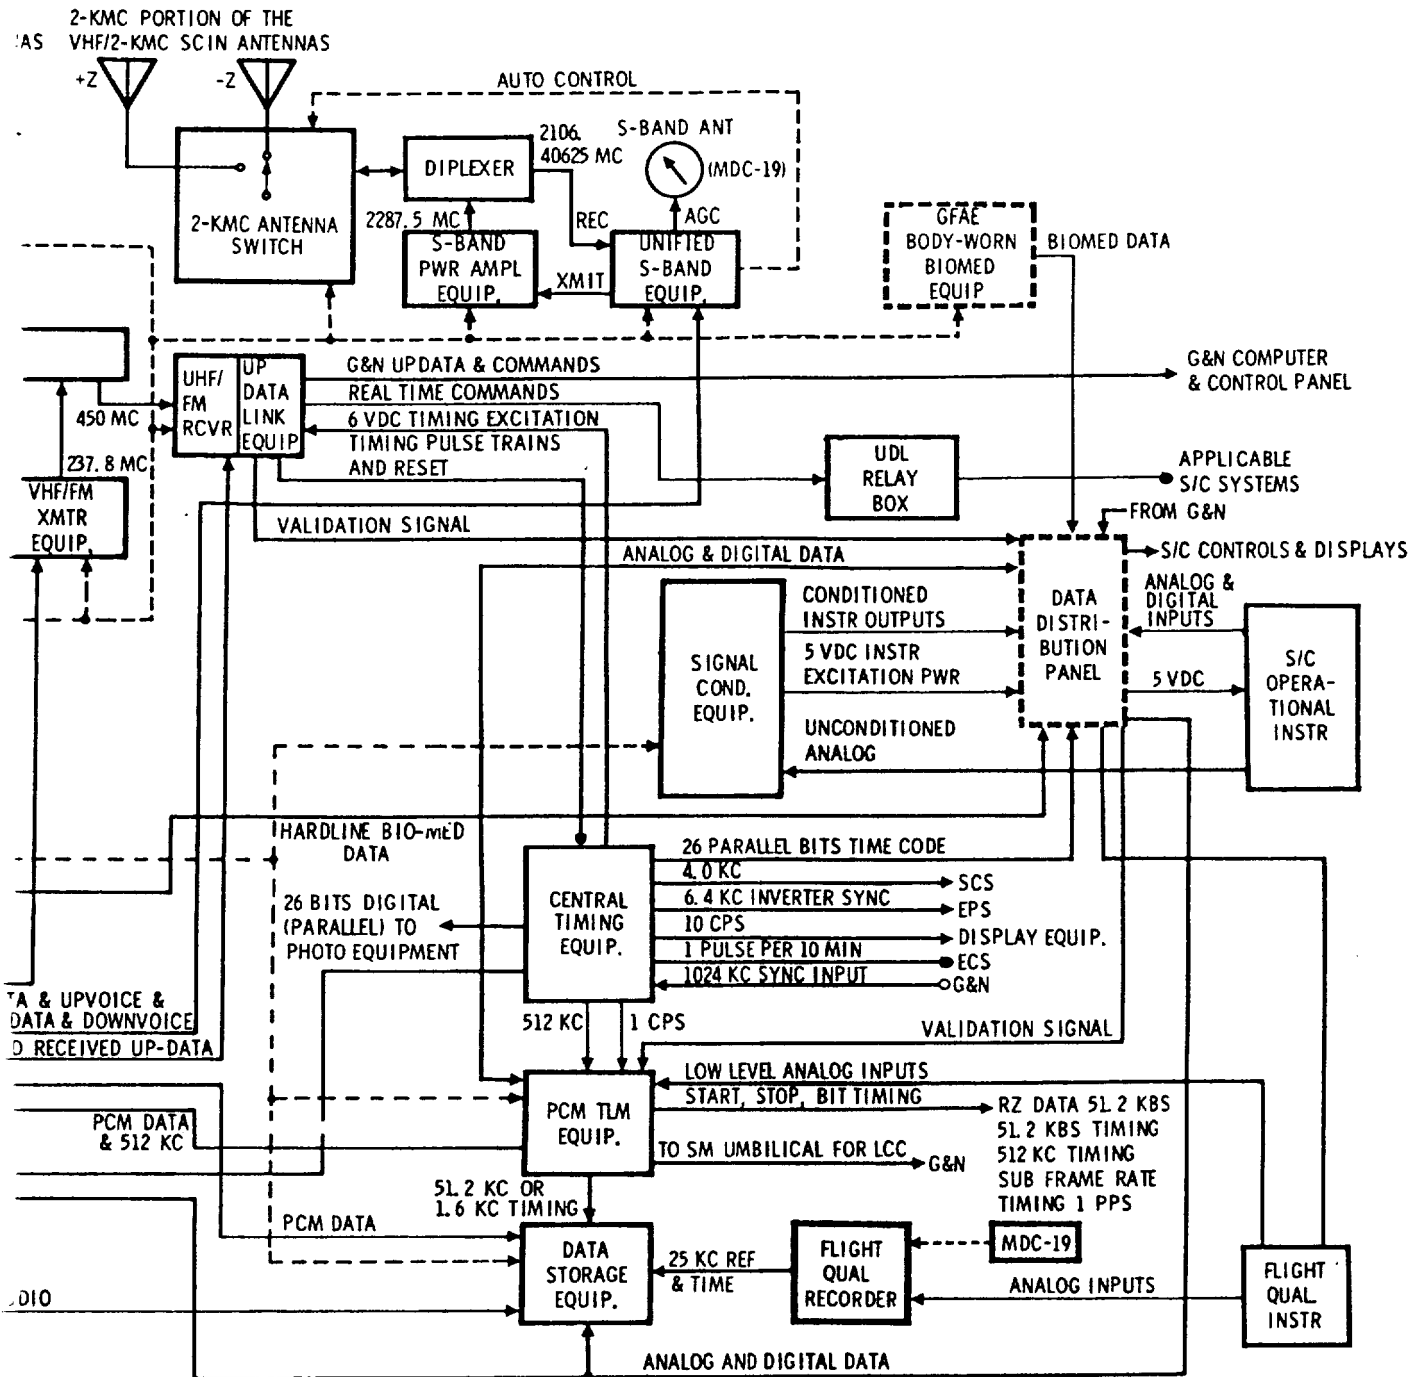 2-KMC PORTION OF THE
AS VHF/2-KMC SCIN ANTENNAS
+Z
-Z
AUTO CONTROL
2106.
40625 MC
S-BAND ANT
(MDC-19)
DIPLEXER
2-KMC ANTENNA
SWITCH
2287.5 MC
REC
AGC
S-BAND
PWR AMPL
EQUIP.
XMIT
UNIFIED
S-BAND
EQUIP.
GFAE
BODY-WORN
BIOMED
EQUIP
BIOMED DATA
UHF/
FM
RCVR
UP
DATA
LINK
EQUIP
G&N UPDATA & COMMANDS
G&N COMPUTER
& CONTROL PANEL
REAL TIME COMMANDS
6 VDC TIMING EXCITATION
TIMING PULSE TRAINS
AND RESET
450 MC
237.8 MC
VHF/FM
XMTR
EQUIP.
UDL
RELAY
BOX
APPLICABLE
S/C SYSTEMS
FROM G&N
VALIDATION SIGNAL
ANALOG & DIGITAL DATA
S/C CONTROLS & DISPLAYS
DATA
DISTRI-
BUTION
PANEL
ANALOG &
DIGITAL
INPUTS
5 VDC
S/C
OPERA-
TIONAL
INSTR
SIGNAL
COND.
EQUIP.
CONDITIONED
INSTR OUTPUTS
5 VDC INSTR
EXCITATION PWR
UNCONDITIONED
ANALOG
HARDLINE BIO-MED
DATA
26 BITS DIGITAL
(PARALLEL) TO
PHOTO EQUIPMENT
CENTRAL
TIMING
EQUIP.
26 PARALLEL BITS TIME CODE
4.0 KC
SCS
6.4 KC INVERTER SYNC
EPS
10 CPS
DISPLAY EQUIP.
1 PULSE PER 10 MIN
ECS
1024 KC SYNC INPUT
G&N
TA & UPVOICE &
DATA & DOWNVOICE
D RECEIVED UP-DATA
512 KC
1 CPS
VALIDATION SIGNAL
PCM DATA
& 512 KC
PCM TLM
EQUIP.
LOW LEVEL ANALOG INPUTS
START, STOP, BIT TIMING
RZ DATA 51.2 KBS
51.2 KBS TIMING
512 KC TIMING
SUB FRAME RATE
TIMING 1 PPS
TO SM UMBILICAL FOR LCC
G&N
51.2 KC OR
1.6 KC TIMING
PCM DATA
DATA
STORAGE
EQUIP.
25 KC REF
& TIME
FLIGHT
QUAL
RECORDER
MDC-19
ANALOG INPUTS
FLIGHT
QUAL
INSTR
DIO
ANALOG AND DIGITAL DATA